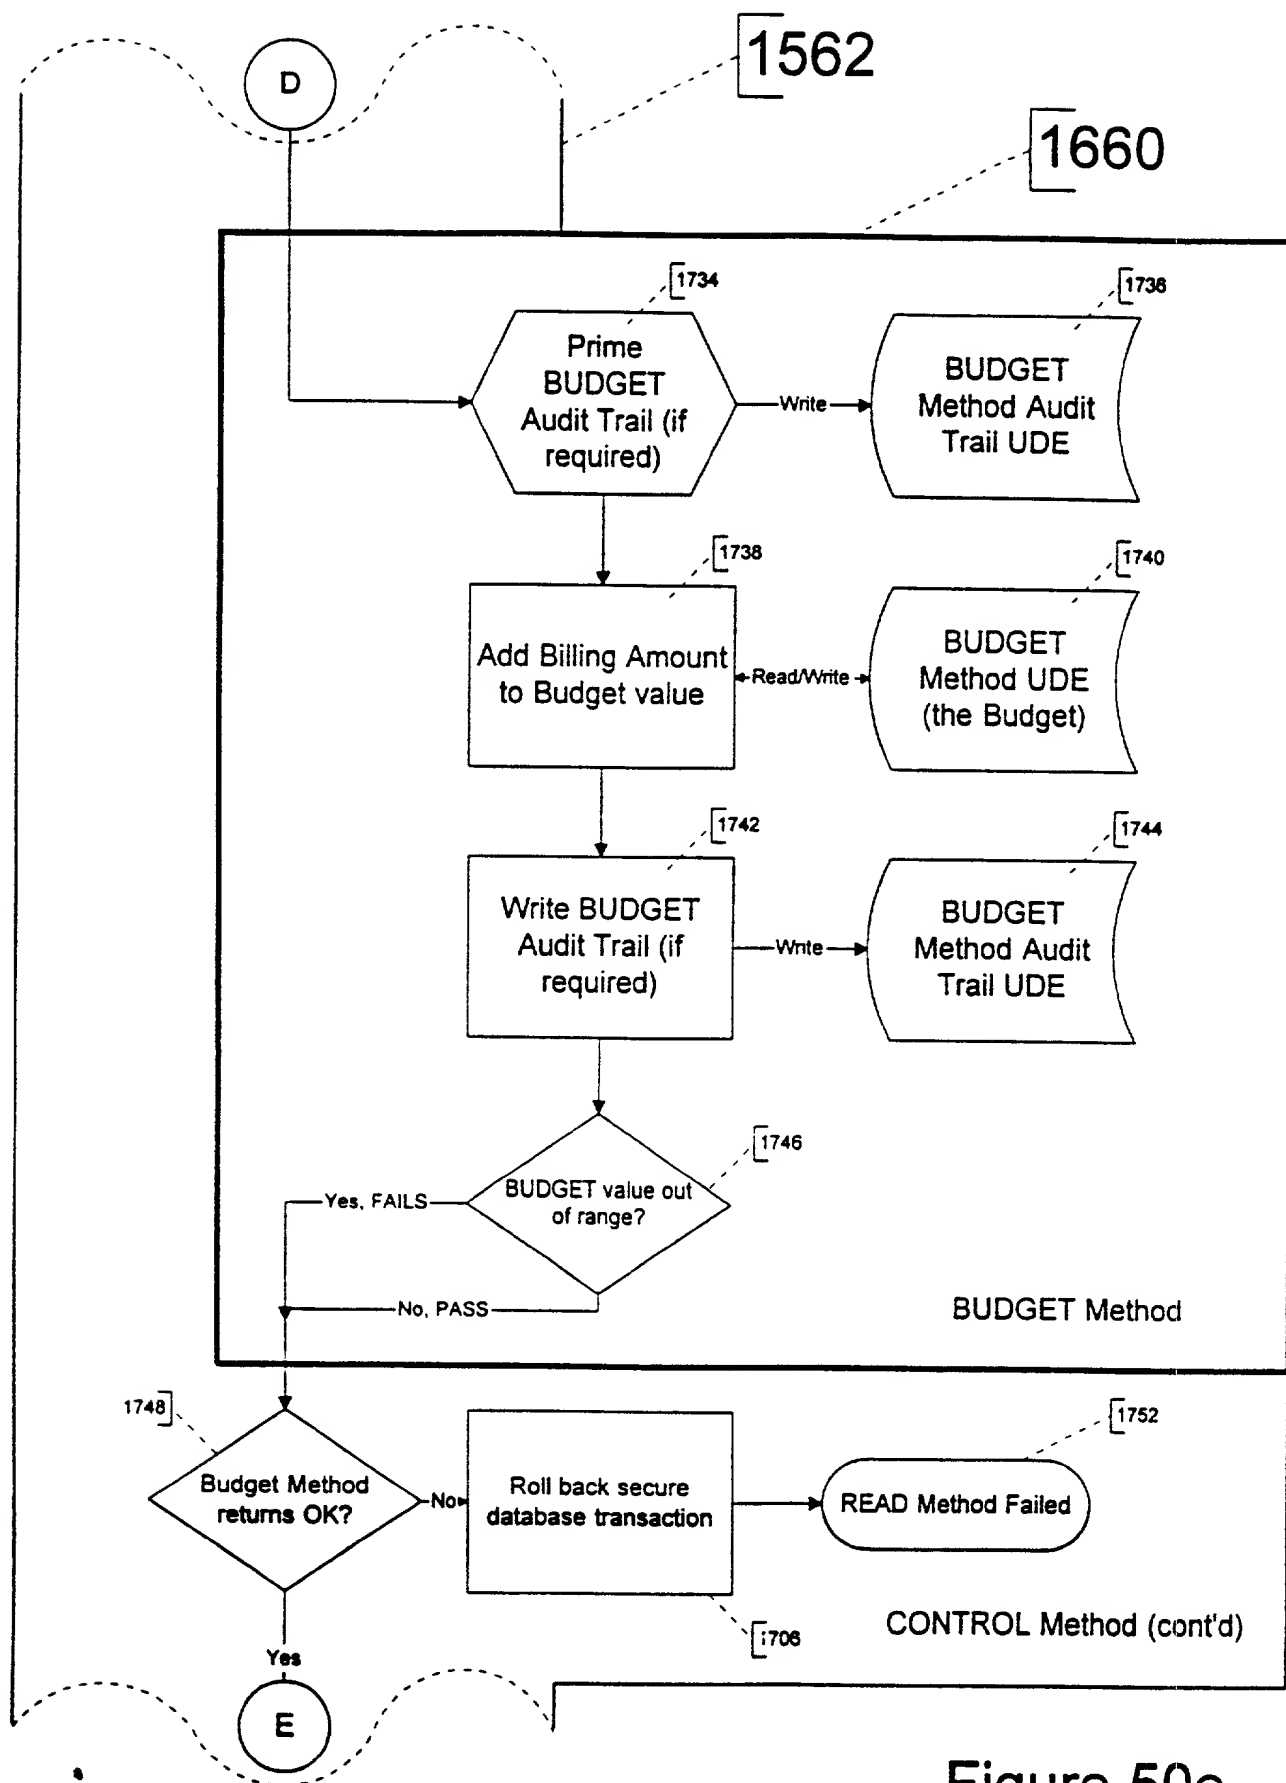 1562
D
1660
1734
1736
Prime
BUDGET
Audit Trail (if
required)
Write
BUDGET
Method Audit
Trail UDE
1738
1740
Add Billing Amount
to Budget value
Read/Write
BUDGET
Method UDE
(the Budget)
1742
1744
Write BUDGET
Audit Trail (if
required)
Write
BUDGET
Method Audit
Trail UDE
1746
BUDGET value out
of range?
Yes, FAILS
No, PASS
BUDGET Method
1748
1752
Budget Method
returns OK?
No
Roll back secure
database transaction
READ Method Failed
1706
CONTROL Method (cont'd)
Yes
E
Figure 50e